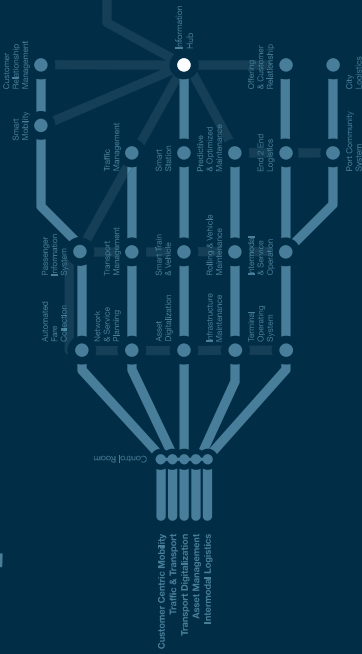 Customer
Relationship
Management
Smart
Mobility
Information
Hub
Offering
& Customer
Relationship
City
Logistics
Traffic
Management
Smart
Station
Predictive
& Optimized
Maintenance
End 2 End
Logistics
Port Community
System
Passenger
Information
System
Transport
Management
Smart Train
& Vehicle
Rolling & Vehicle
Maintenance
Intermodal
& Service
Operation
Automated
Fare
Collection
Network
& Service
Planning
Asset
Digitalization
Infrastructure
Maintenance
Terminal
Operating
System
Control Room
Customer Centric Mobility
Traffic & Transport
Transport Digitalization
Asset Management
Intermodal Logistics